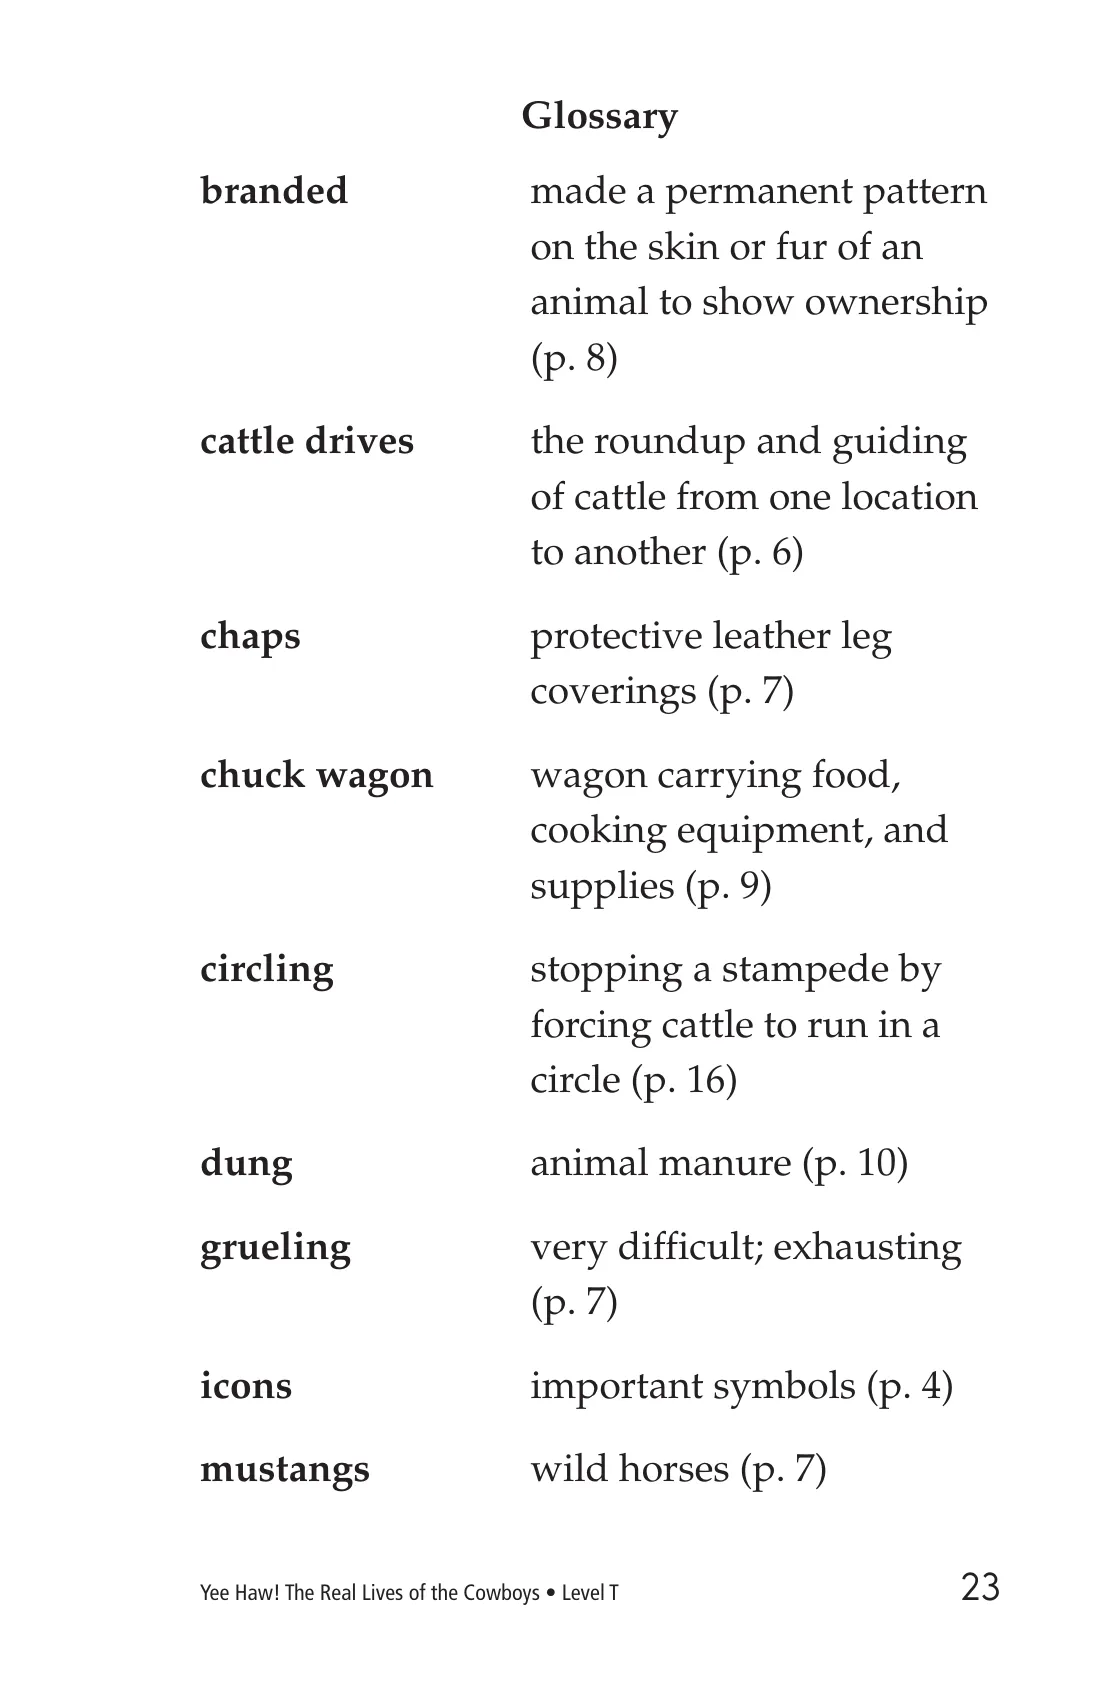 Glossary
branded made a permanent pattern
on the skin or fur of an
animal to show ownership
(p. 8)
cattle drives the roundup and guiding
of cattle from one location
to another (p. 6)
chaps protective leather leg
coverings (p. 7)
chuck wagon wagon carrying food,
cooking equipment, and
supplies (p. 9)
circling stopping a stampede by
forcing cattle to run in a
circle (p. 16)
dung animal manure (p. 10)
grueling very difficult; exhausting
(p. 7)
icons important symbols (p. 4)
mustangs wild horses (p. 7)
Yee Haw! The Real Lives of the Cowboys • Level T 23